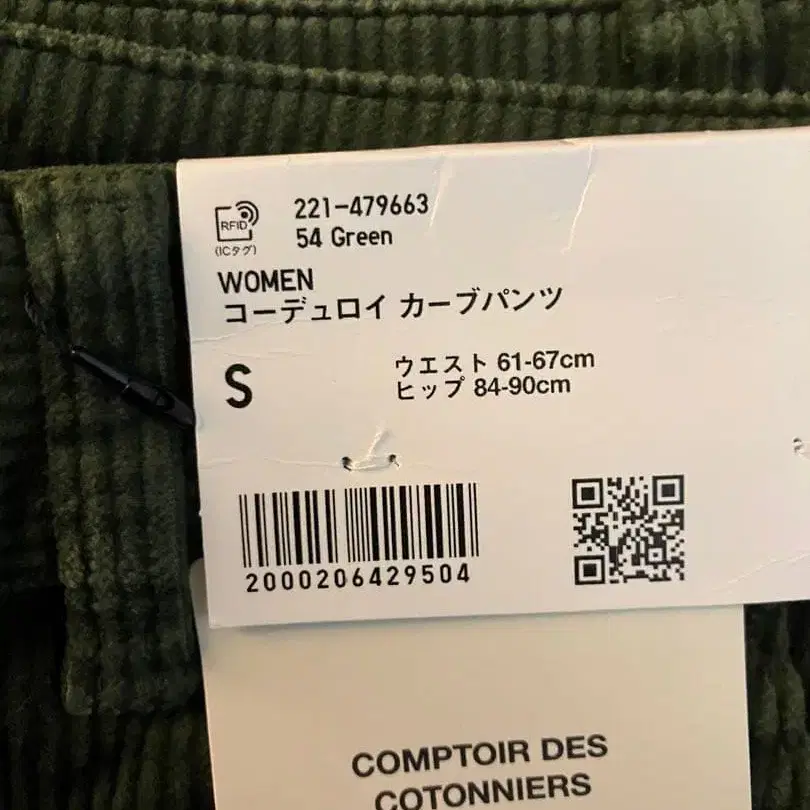 RFID
(ICタグ)
221-479663
54 Green
WOMEN
コーデュロイ カーブパンツ
S
ウエスト 61-67cm
ヒップ 84-90cm
2000206429504
COMPTOIR DES
COTONNIERS